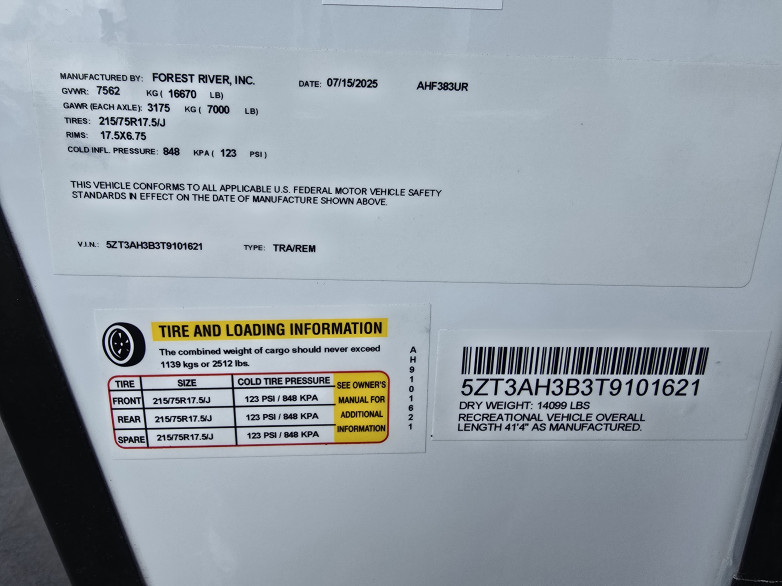 MANUFACTURED BY: FOREST RIVER, INC. DATE: 07/15/2025 AHF383UR
GVWR: 7562 KG ( 16670 LB)
GAWR (EACH AXLE): 3175 KG ( 7000 LB)
TIRES: 215/75R17.5/J
RIMS: 17.5X6.75
COLD INFL. PRESSURE: 848 KPA ( 123 PSI )
THIS VEHICLE CONFORMS TO ALL APPLICABLE U.S. FEDERAL MOTOR VEHICLE SAFETY
STANDARDS IN EFFECT ON THE DATE OF MANUFACTURE SHOWN ABOVE.
V.I.N.: 5ZT3AH3B3T9101621 TYPE: TRA/REM
TIRE AND LOADING INFORMATION
The combined weight of cargo should never exceed
1139 kgs or 2512 lbs.
TIRE SIZE COLD TIRE PRESSURE
FRONT 215/75R17.5/J 123 PSI / 848 KPA
REAR 215/75R17.5/J 123 PSI / 848 KPA
SPARE 215/75R17.5/J 123 PSI / 848 KPA
SEE OWNER'S
MANUAL FOR
ADDITIONAL
INFORMATION
AH9101621
5ZT3AH3B3T9101621
DRY WEIGHT: 14099 LBS
RECREATIONAL VEHICLE OVERALL
LENGTH 41'4" AS MANUFACTURED.